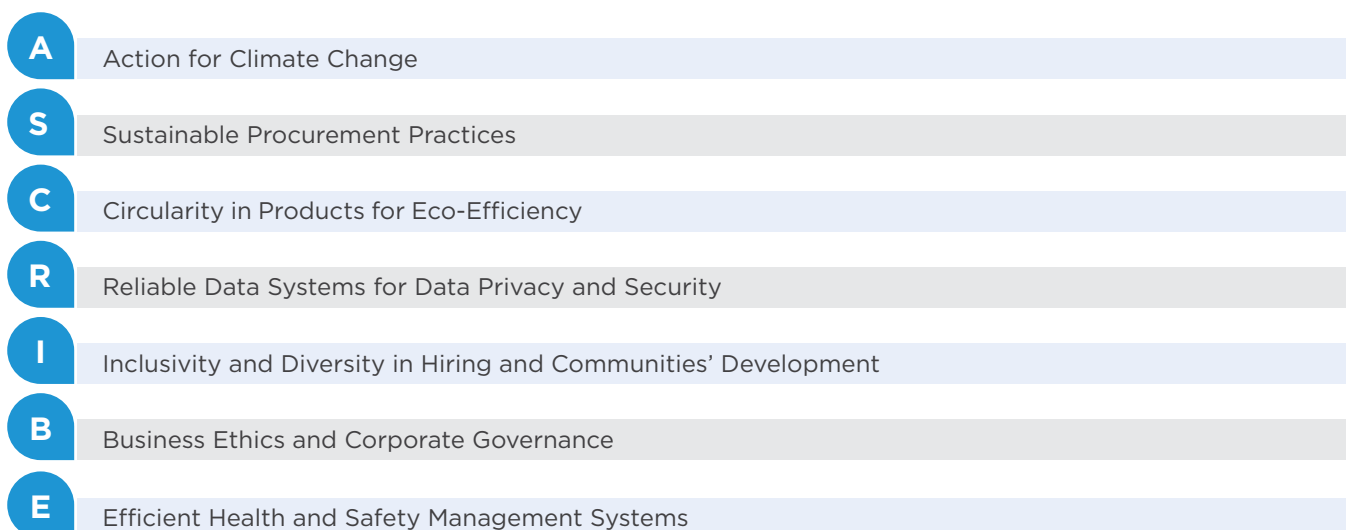 A
Action for Climate Change
S
Sustainable Procurement Practices
C
Circularity in Products for Eco-Efficiency
R
Reliable Data Systems for Data Privacy and Security
I
Inclusivity and Diversity in Hiring and Communities’ Development
B
Business Ethics and Corporate Governance
E
Efficient Health and Safety Management Systems